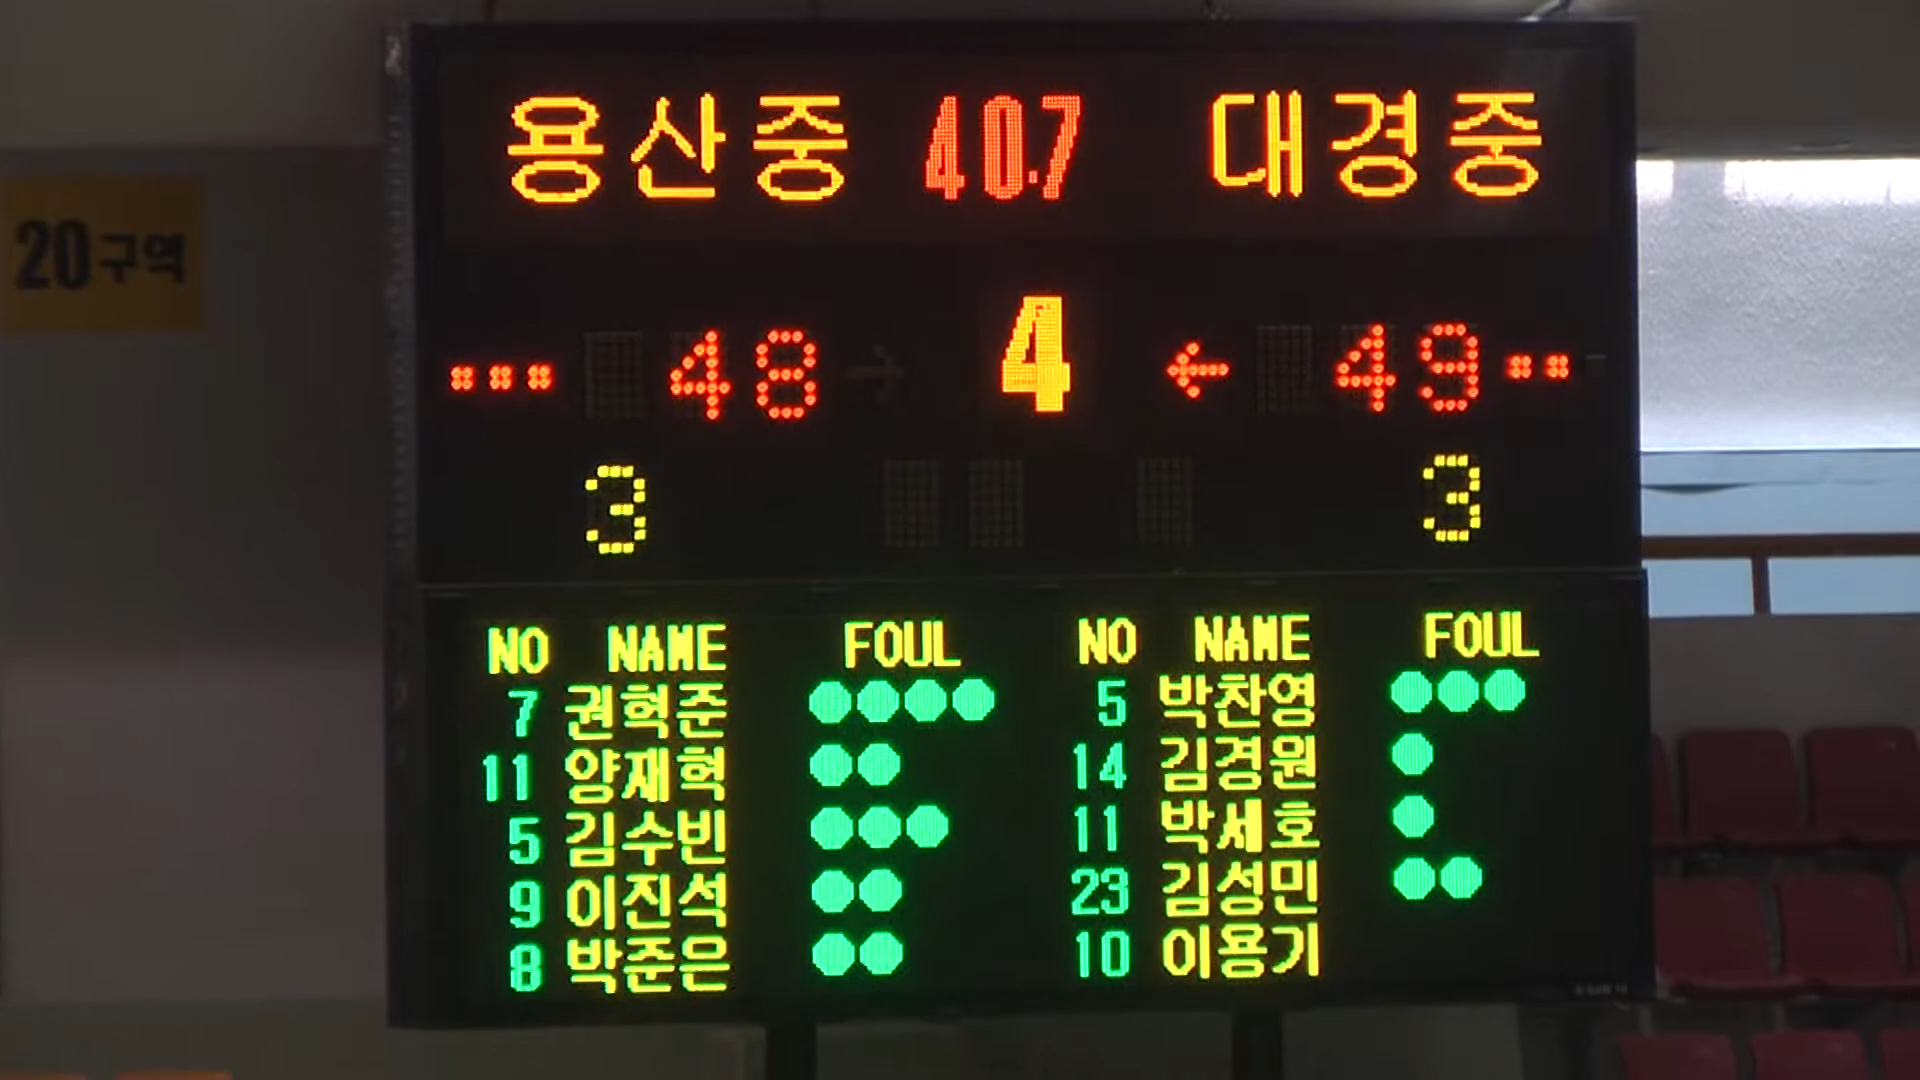 용산중 40.7 대경중
20구역
48 → 4 ← 49
3 3
NO NAME FOUL NO NAME FOUL
7 권혁준 5 박찬영
11 양재혁 14 김경원
5 김수빈 11 박세호
9 이진석 23 김성민
8 박준은 10 이용기